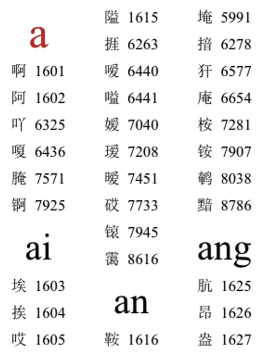 a
啊 1601
阿 1602
吖 6325
嗄 6436
腌 7571
锕 7925
ai
埃 1603
挨 1604
哎 1605
隘 1615
捱 6263
嗳 6440
嗌 6441
嫒 7040
瑷 7208
暧 7451
砹 7733
锿 7945
霭 8616
an
鞍 1616
埯 5991
揞 6278
犴 6577
庵 6654
桉 7281
铵 7907
鹌 8038
黯 8786
ang
肮 1625
昂 1626
盎 1627